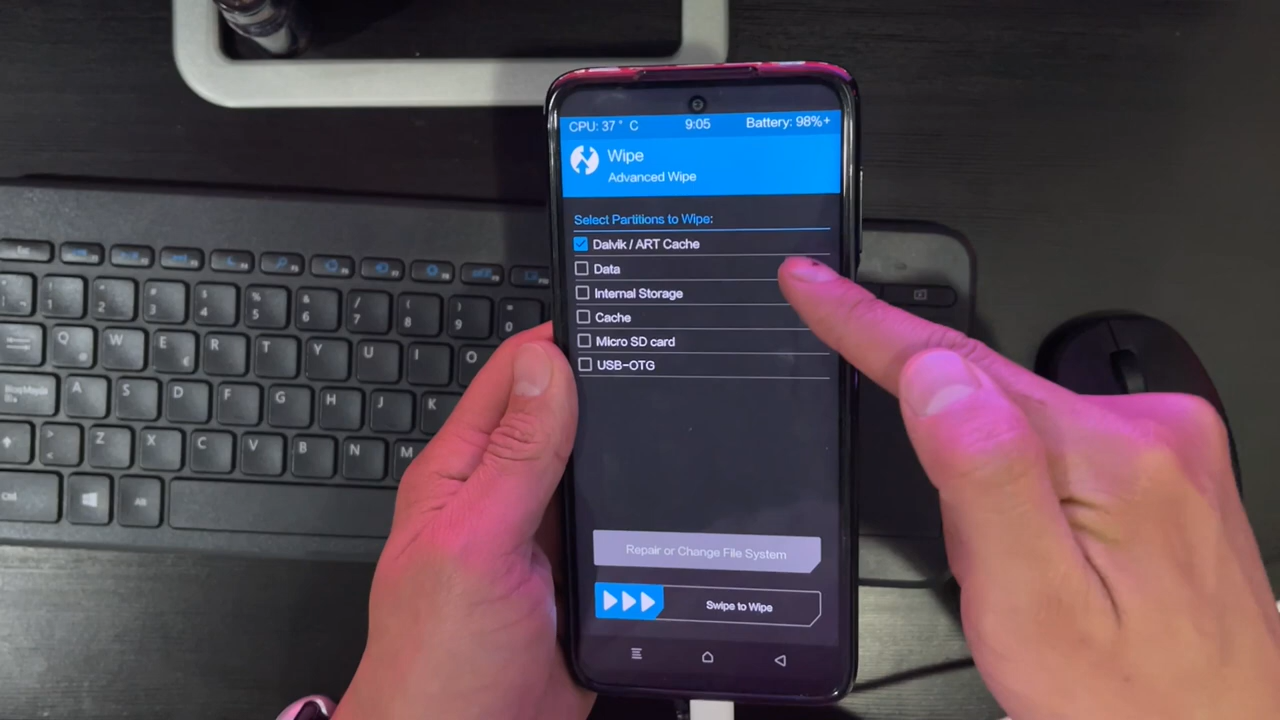 CPU: 37° C 9:05 Battery: 98%+
Wipe
Advanced Wipe
Select Partitions to Wipe:
Dalvik / ART Cache
Data
Internal Storage
Cache
Micro SD card
USB-OTG
Repair or Change File System
Swipe to Wipe
Q W E R T Y U I O
A S D F G H J K
Z X C V B N M
Alt